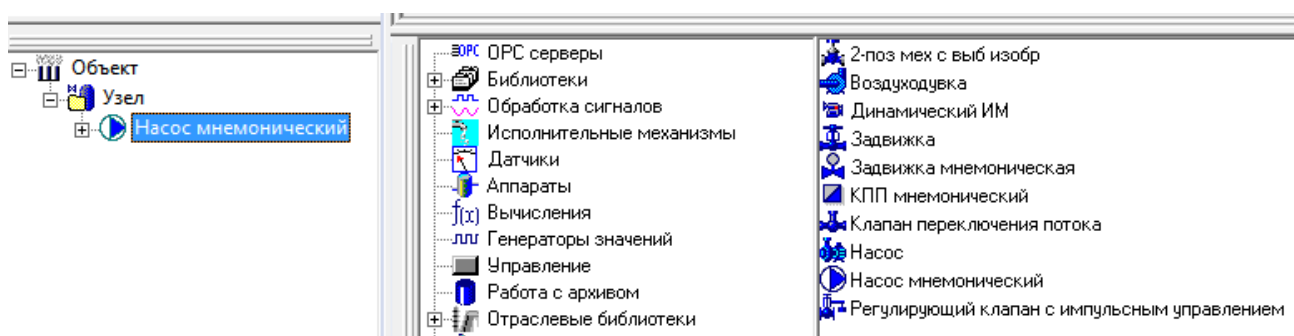 Объект
Узел
Насос мнемонический
OPC OPC серверы
Библиотеки
Обработка сигналов
Исполнительные механизмы
Датчики
Аппараты
f(x) Вычисления
Генераторы значений
Управление
Работа с архивом
Отраслевые библиотеки
2-поз мех с выб изобр
Воздуходувка
Динамический ИМ
Задвижка
Задвижка мнемоническая
КПП мнемонический
Клапан переключения потока
Насос
Насос мнемонический
Регулирующий клапан с импульсным управлением